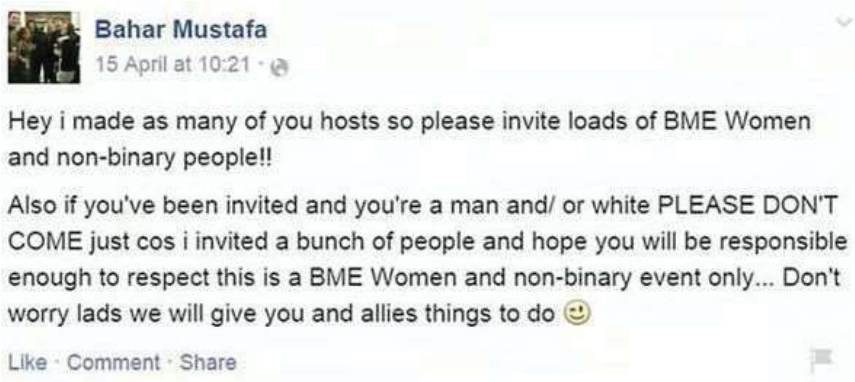 Bahar Mustafa
15 April at 10:21 ·
Hey i made as many of you hosts so please invite loads of BME Women
and non-binary people!!
Also if you've been invited and you're a man and/ or white PLEASE DON'T
COME just cos i invited a bunch of people and hope you will be responsible
enough to respect this is a BME Women and non-binary event only... Don't
worry lads we will give you and allies things to do 😉
Like · Comment · Share